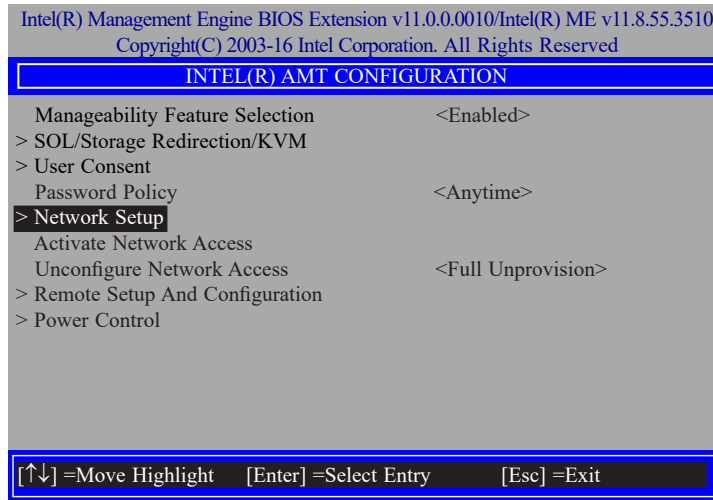 Intel(R) Management Engine BIOS Extension v11.0.0.0010/Intel(R) ME v11.8.55.3510
Copyright(C) 2003-16 Intel Corporation. All Rights Reserved
INTEL(R) AMT CONFIGURATION
Manageability Feature Selection <Enabled>
> SOL/Storage Redirection/KVM
> User Consent
Password Policy <Anytime>
> Network Setup
Activate Network Access
Unconfigure Network Access <Full Unprovision>
> Remote Setup And Configuration
> Power Control
[↑↓] =Move Highlight [Enter] =Select Entry [Esc] =Exit